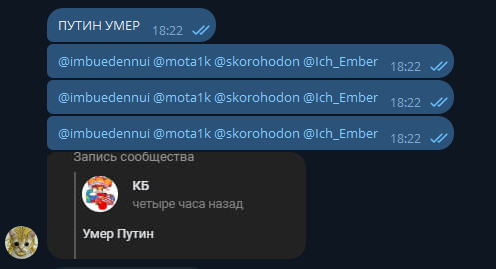 ПУТИН УМЕР 18:22
@imbuedennui @mota1k @skorohodon @Ich_Ember 18:22
@imbuedennui @mota1k @skorohodon @Ich_Ember 18:22
@imbuedennui @mota1k @skorohodon @Ich_Ember 18:22
Запись сообщества
КБ
четыре часа назад
Умер Путин